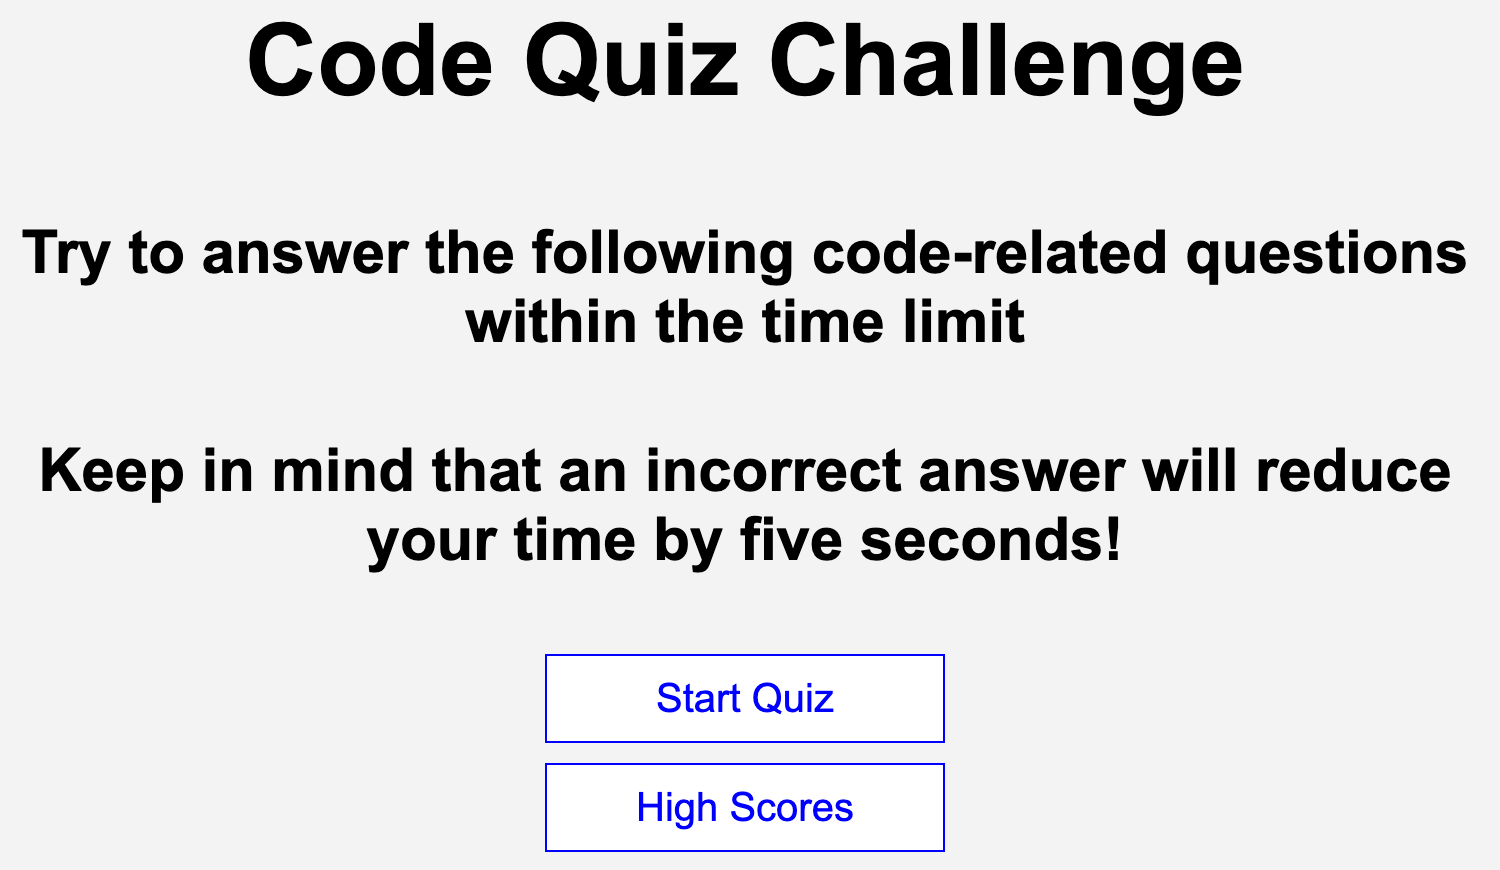 Code Quiz Challenge
Try to answer the following code-related questions
within the time limit
Keep in mind that an incorrect answer will reduce
your time by five seconds!
Start Quiz
High Scores